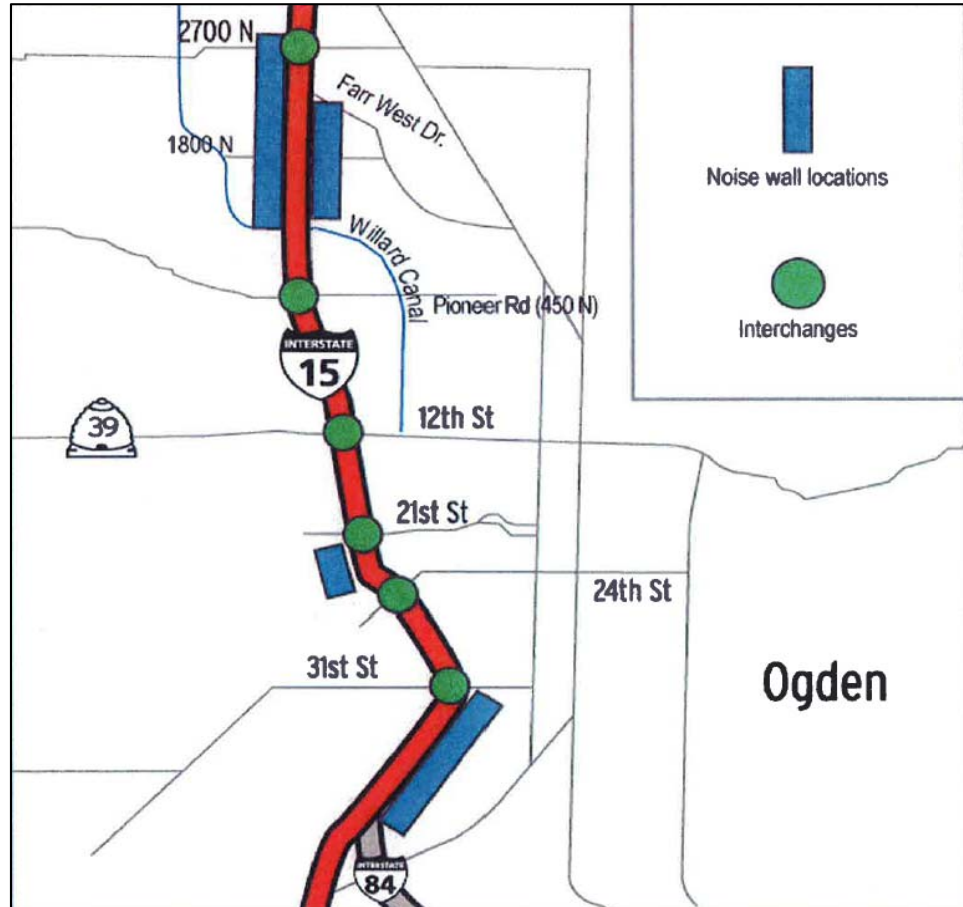 2700 N
Farr West Dr.
1800 N
Noise wall locations
Willard Canal
Pioneer Rd (450 N)
Interchanges
INTERSTATE
15
39
12th St
21st St
24th St
31st St
Ogden
INTERSTATE
84